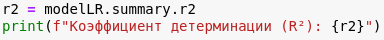 r2 = modelLR.summary.r2
print(f"Коэффициент детерминации (R²): {r2}")